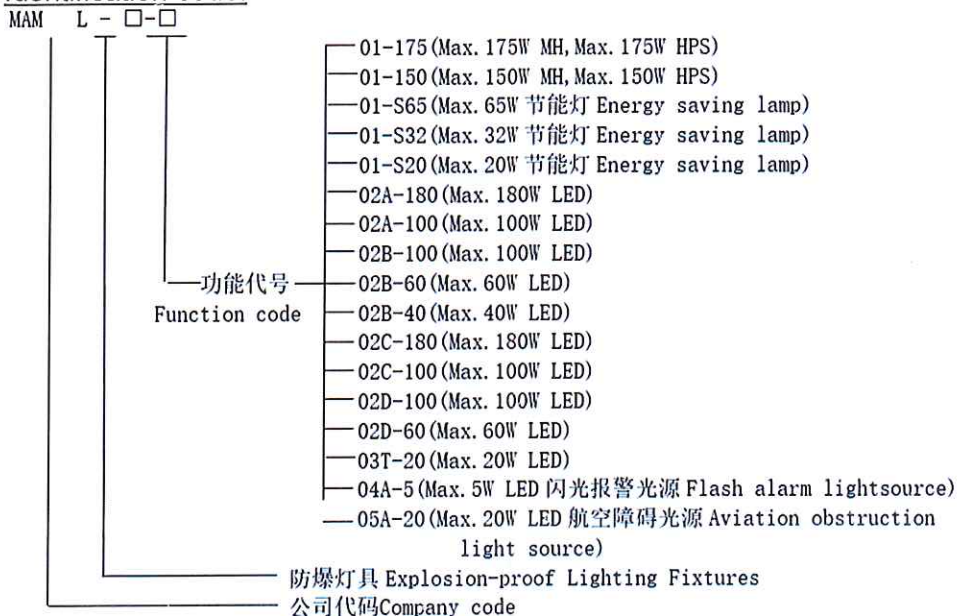 MAM L - □-□
01-175(Max. 175W MH, Max. 175W HPS)
01-150(Max. 150W MH, Max. 150W HPS)
01-S65(Max. 65W 节能灯 Energy saving lamp)
01-S32(Max. 32W 节能灯 Energy saving lamp)
01-S20(Max. 20W 节能灯 Energy saving lamp)
02A-180(Max. 180W LED)
02A-100(Max. 100W LED)
02B-100(Max. 100W LED)
功能代号
02B-60(Max. 60W LED)
Function code
02B-40(Max. 40W LED)
02C-180(Max. 180W LED)
02C-100(Max. 100W LED)
02D-100(Max. 100W LED)
02D-60(Max. 60W LED)
03T-20(Max. 20W LED)
04A-5(Max. 5W LED 闪光报警光源 Flash alarm lightsource)
05A-20(Max. 20W LED 航空障碍光源 Aviation obstruction
light source)
防爆灯具 Explosion-proof Lighting Fixtures
公司代码Company code